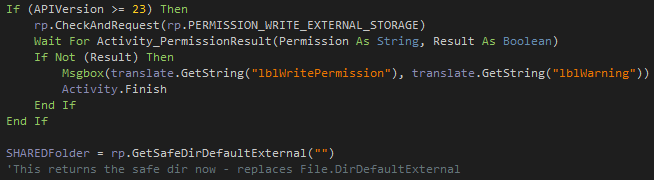 If (APIVersion >= 23) Then
rp.CheckAndRequest(rp.PERMISSION_WRITE_EXTERNAL_STORAGE)
Wait For Activity_PermissionResult(Permission As String, Result As Boolean)
If Not (Result) Then
Msgbox(translate.GetString("lblWritePermission"), translate.GetString("lblWarning"))
Activity.Finish
End If
End If
SHAREDFolder = rp.GetSafeDirDefaultExternal("")
'This returns the safe dir now - replaces File.DirDefaultExternal